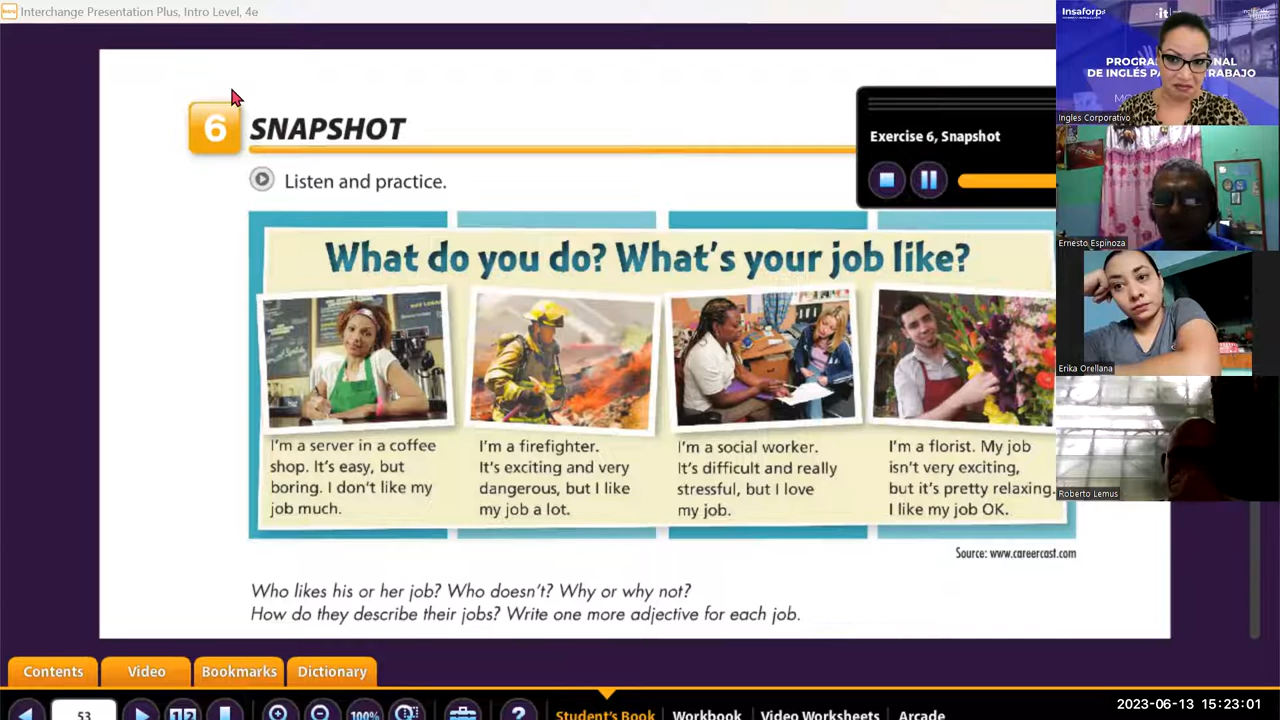 Interchange Presentation Plus, Intro Level, 4e
6 SNAPSHOT
Listen and practice.
Exercise 6, Snapshot
What do you do? What's your job like?
I'm a server in a coffee
shop. It's easy, but
boring. I don't like my
job much.
I'm a firefighter.
It's exciting and very
dangerous, but I like
my job a lot.
I'm a social worker.
It's difficult and really
stressful, but I love
my job.
I'm a florist. My job
isn't very exciting,
but it's pretty relaxing.
I like my job OK.
Source: www.careercast.com
Who likes his or her job? Who doesn't? Why or why not?
How do they describe their jobs? Write one more adjective for each job.
Contents
Video
Bookmarks
Dictionary
53
1 2
100%
?
Student's Book
Workbook
Video Worksheets
Arcade
Insaforp
it
DE INGLÉS
Ingles Corporativo
Ernesto Espinoza
Erika Orellana
Roberto Lemus
2023-06-13 15:23:01